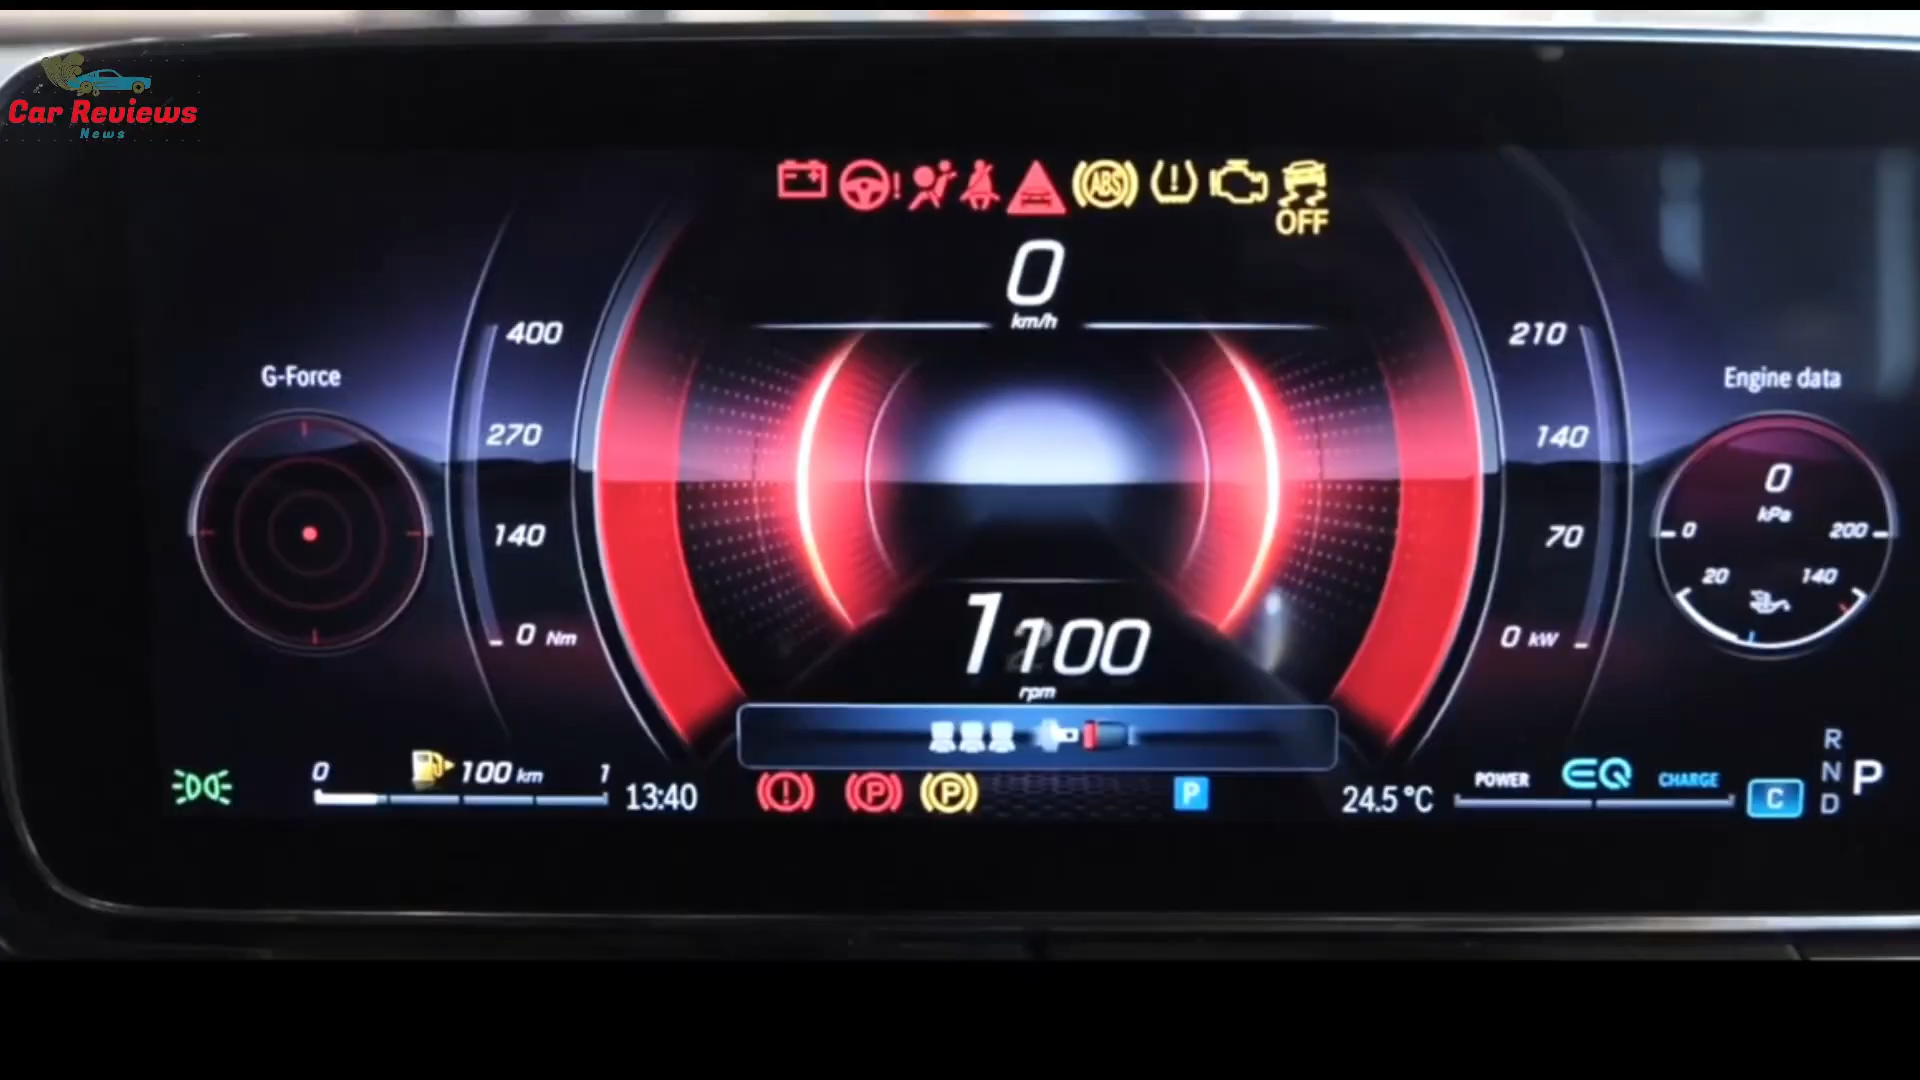 Car Reviews
News
ABS
OFF
0
km/h
400
270
140
0 Nm
G-Force
210
140
70
0 kW
Engine data
0
kPa
0 200
20 140
1100
rpm
0 100 km 1
13:40
P
P
P
24.5 °C
POWER EQ CHARGE
C
R
N
D
P